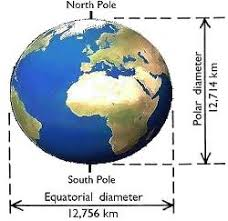 North Pole
Polar diameter
12,714 km
South Pole
Equatorial diameter
12,756 km